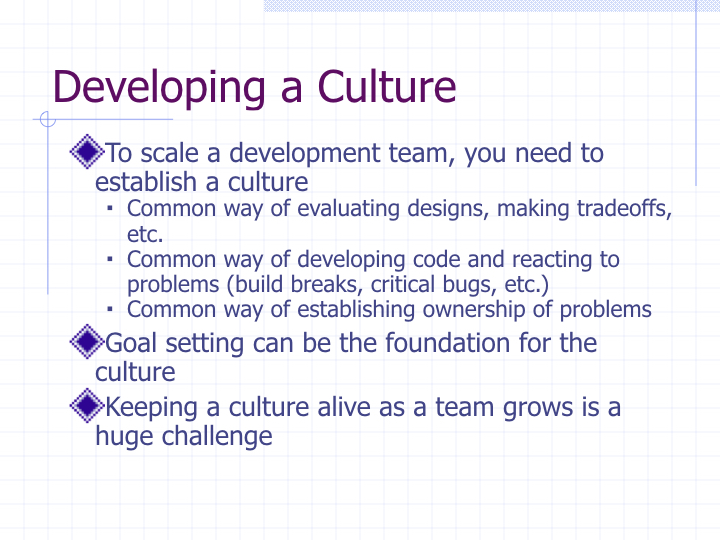 Developing a Culture
To scale a development team, you need to
establish a culture
▪ Common way of evaluating designs, making tradeoffs,
etc.
▪ Common way of developing code and reacting to
problems (build breaks, critical bugs, etc.)
▪ Common way of establishing ownership of problems
Goal setting can be the foundation for the
culture
Keeping a culture alive as a team grows is a
huge challenge